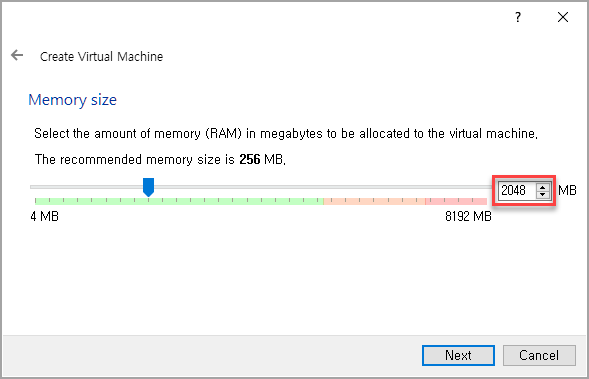 ?
Create Virtual Machine
Memory size
Select the amount of memory (RAM) in megabytes to be allocated to the virtual machine.
The recommended memory size is 256 MB.
2048 MB
4 MB 8192 MB
Next Cancel